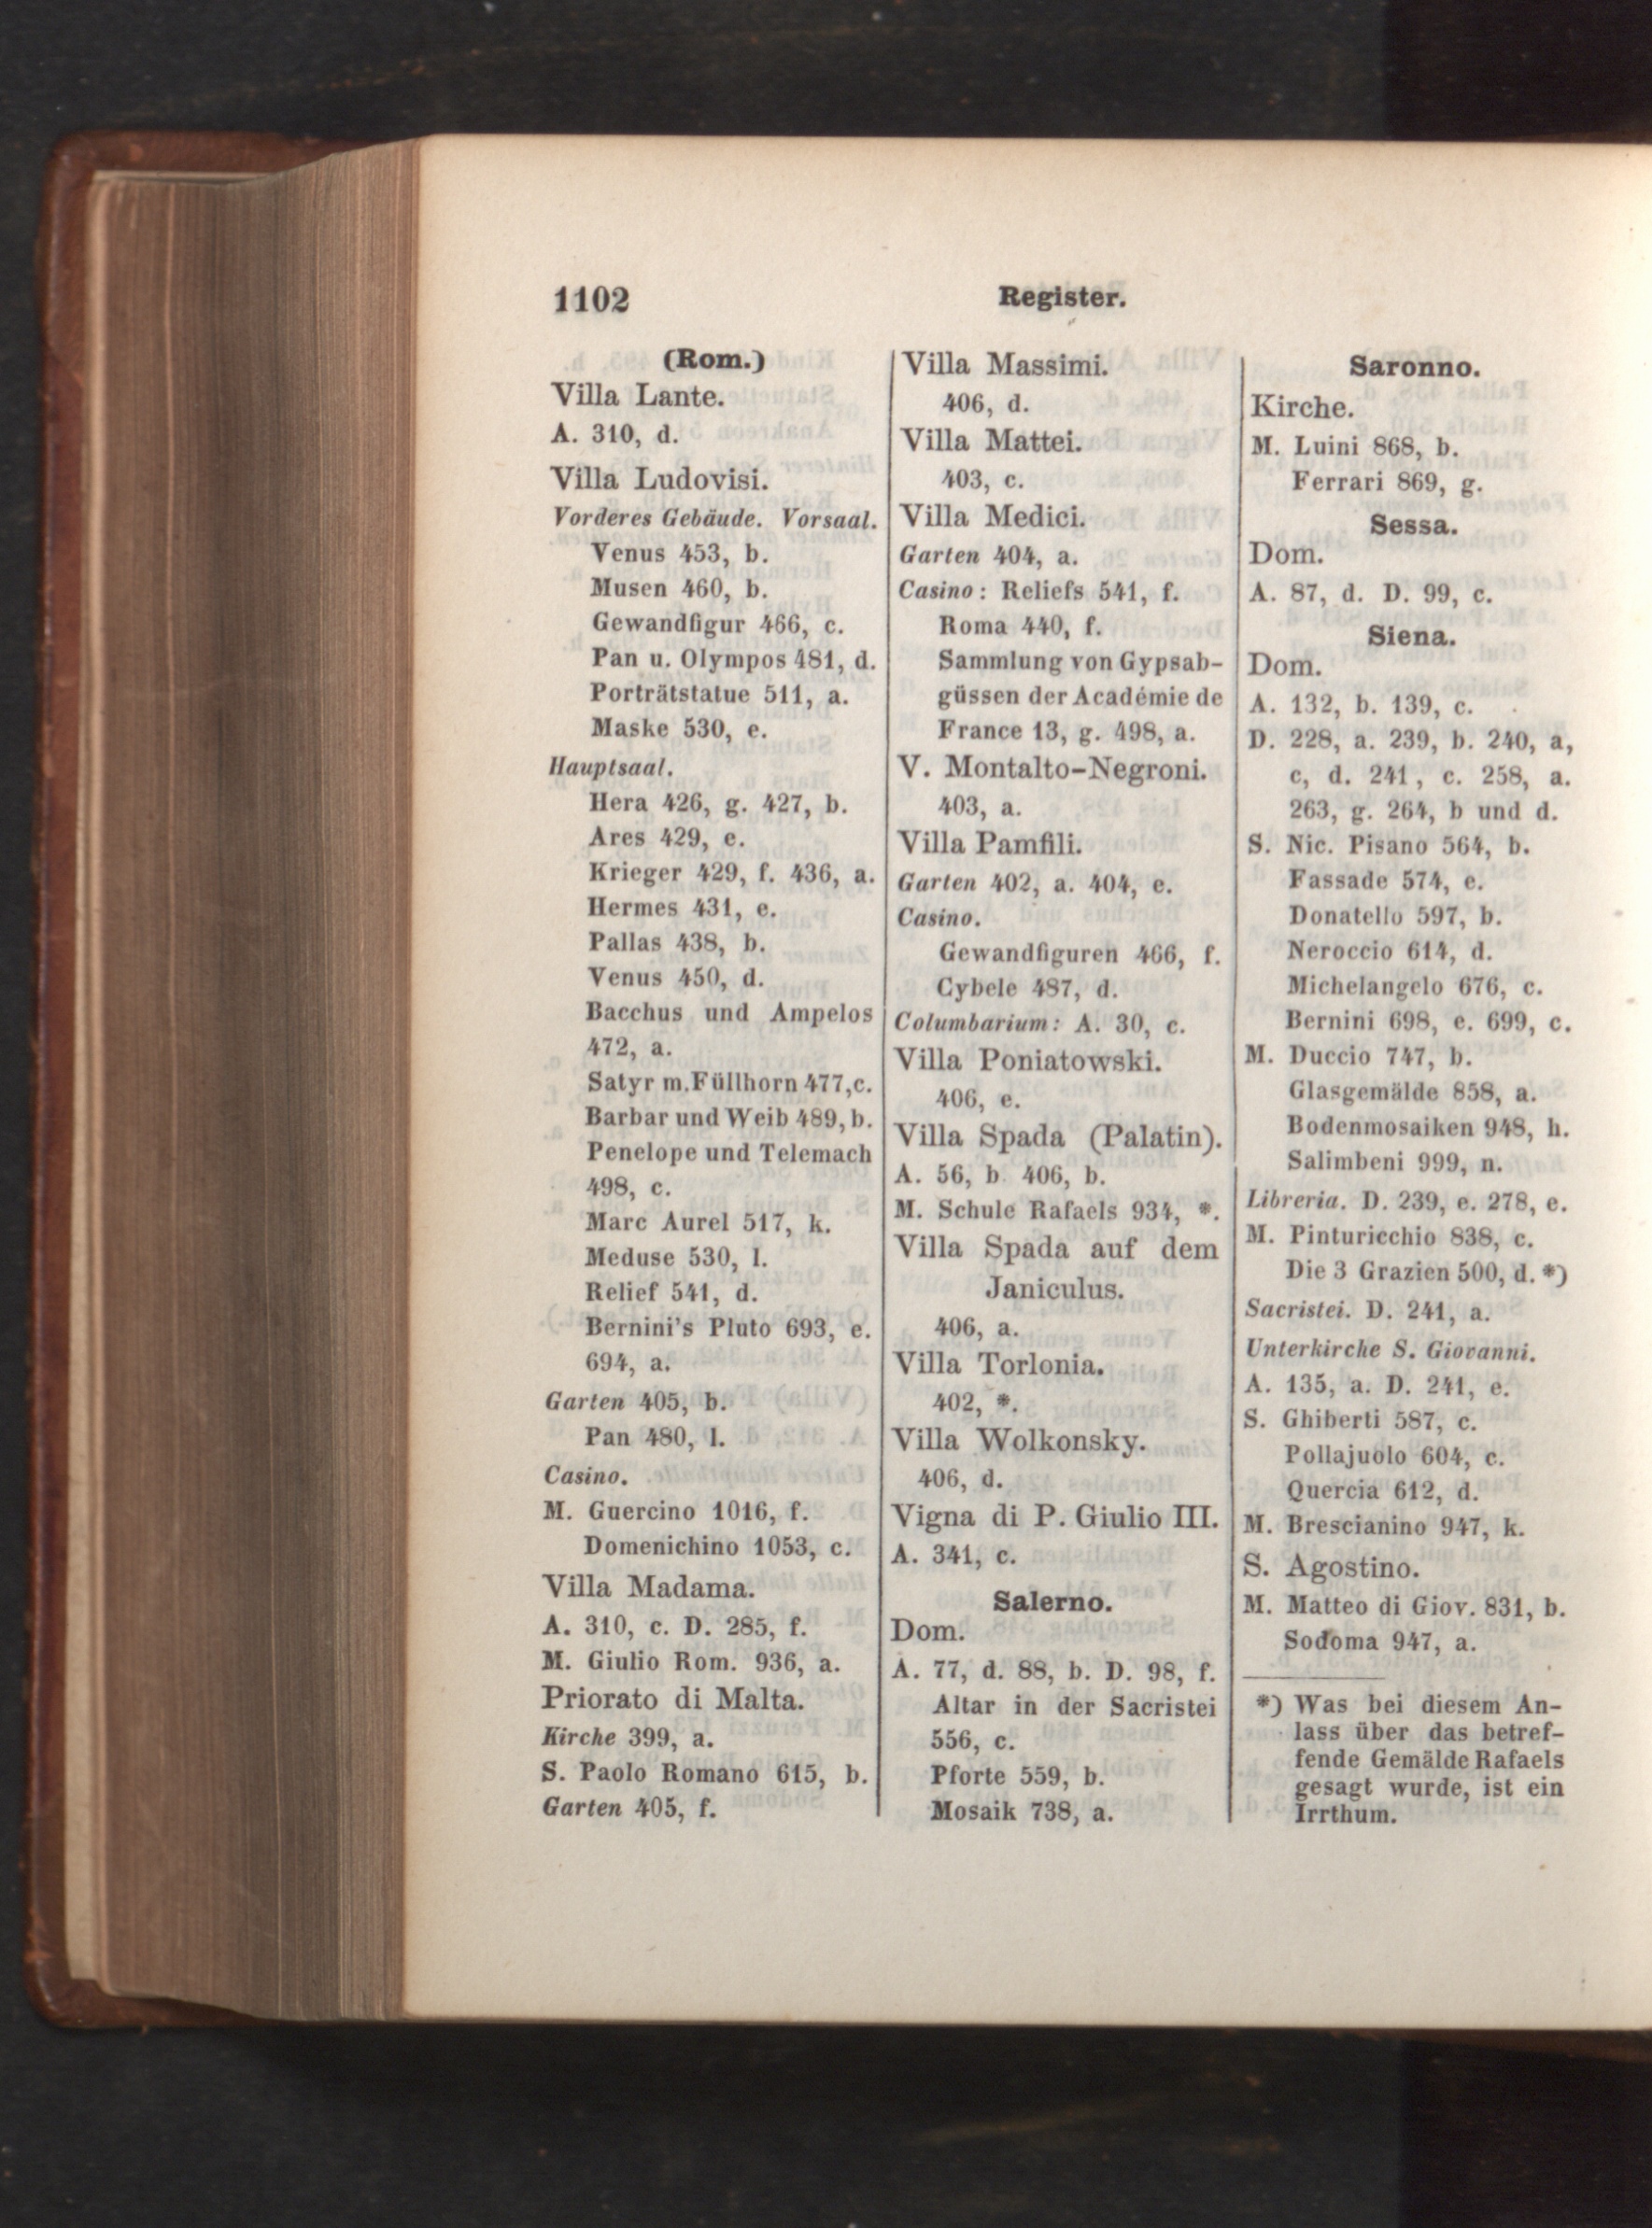 1102
Register.
(Rom.)
Villa Lante.
A. 310, d.
Villa Ludovisi.
Vorderes Gebäude. Vorsaal.
Venus 453, b.
Musen 460, b.
Gewandfigur 466, c.
Pan u. Olympos 481, d.
Porträtstatue 511, a.
Maske 530, e.
Hauptsaal.
Hera 426, g. 427, b.
Ares 429, e.
Krieger 429, f. 436, a.
Hermes 431, e.
Pallas 438, b.
Venus 450, d.
Bacchus und Ampelos
472, a.
Satyr m. Füllhorn 477, c.
Barbar und Weib 489, b.
Penelope und Telemach
498, c.
Marc Aurel 517, k.
Meduse 530, l.
Relief 541, d.
Bernini's Pluto 693, e.
694, a.
Garten 405, b.
Pan 480, l.
Casino.
M. Guercino 1016, f.
Domenichino 1053, c.
Villa Madama.
A. 310, c. D. 285, f.
M. Giulio Rom. 936, a.
Priorato di Malta.
Kirche 399, a.
S. Paolo Romano 615, b.
Garten 405, f.
Villa Massimi.
406, d.
Villa Mattei.
403, c.
Villa Medici.
Garten 404, a.
Casino: Reliefs 541, f.
Roma 440, f.
Sammlung von Gypsab-
güssen der Académie de
France 13, g. 498, a.
V. Montalto-Negroni.
403, a.
Villa Pamfili.
Garten 402, a. 404, e.
Casino.
Gewandfiguren 466, f.
Cybele 487, d.
Columbarium: A. 30, c.
Villa Poniatowski.
406, e.
Villa Spada (Palatin).
A. 56, b 406, b.
M. Schule Rafaels 934, *.
Villa Spada auf dem
Janiculus.
406, a.
Villa Torlonia.
402, *.
Villa Wolkonsky.
406, d.
Vigna di P. Giulio III.
A. 341, c.
Salerno.
Dom.
A. 77, d. 88, b. D. 98, f.
Altar in der Sacristei
556, c.
Pforte 559, b.
Mosaik 738, a.
Saronno.
Kirche.
M. Luini 868, b.
Ferrari 869, g.
Sessa.
Dom.
A. 87, d. D. 99, c.
Siena.
Dom.
A. 132, b. 139, c.
D. 228, a. 239, b. 240, a,
c, d. 241, c. 258, a.
263, g. 264, b und d.
S. Nic. Pisano 564, b.
Fassade 574, e.
Donatello 597, b.
Neroccio 614, d.
Michelangelo 676, c.
Bernini 698, e. 699, c.
M. Duccio 747, b.
Glasgemälde 858, a.
Bodenmosaiken 948, h.
Salimbeni 999, n.
Libreria. D. 239, e. 278, e.
M. Pinturicchio 838, c.
Die 3 Grazien 500, d. *)
Sacristei. D. 241, a.
Unterkirche S. Giovanni.
A. 135, a. D. 241, e.
S. Ghiberti 587, c.
Pollajuolo 604, c.
Quercia 612, d.
M. Brescianino 947, k.
S. Agostino.
M. Matteo di Giov. 831, b.
Sodoma 947, a.
*) Was bei diesem An-
lass über das betref-
fende Gemälde Rafaels
gesagt wurde, ist ein
Irrthum.